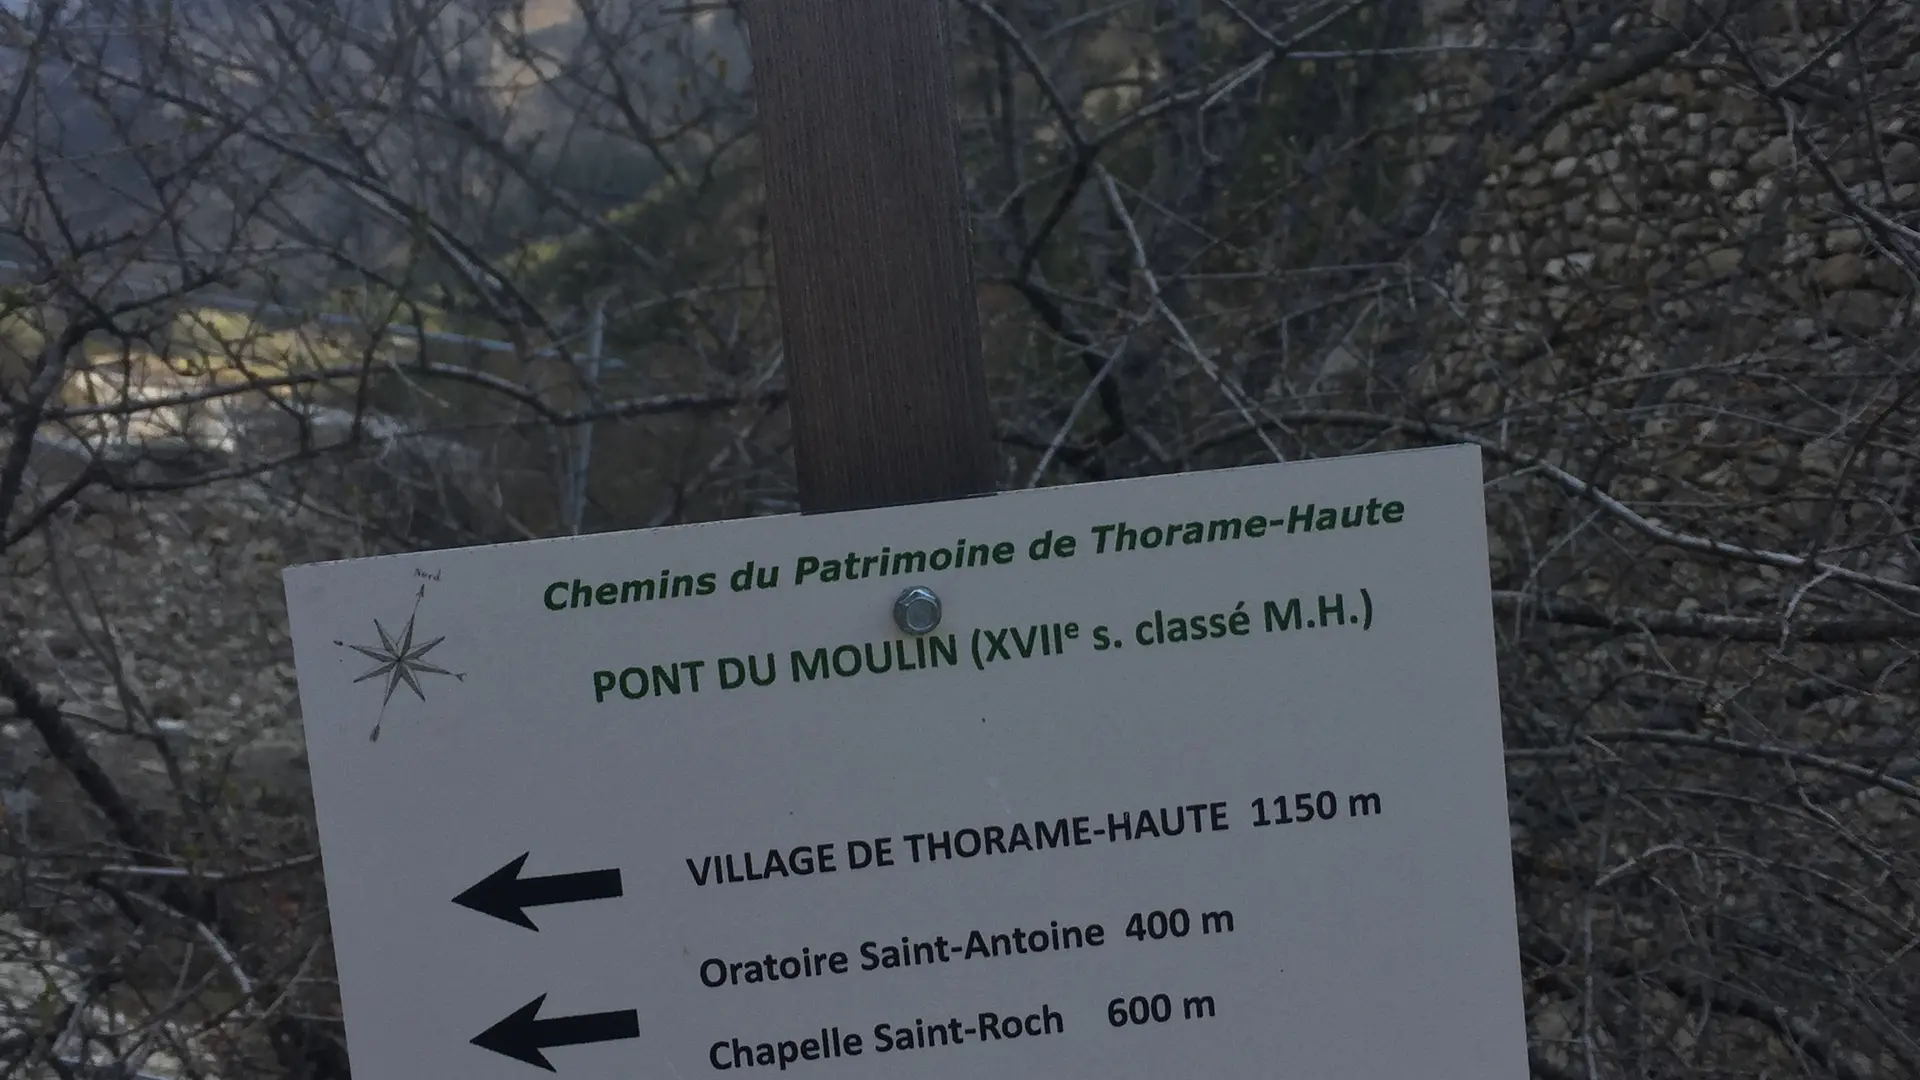 Nord
Chemins du Patrimoine de Thorame-Haute
PONT DU MOULIN (XVIIe s. classé M.H.)
VILLAGE DE THORAME-HAUTE 1150 m
Oratoire Saint-Antoine 400 m
Chapelle Saint-Roch 600 m